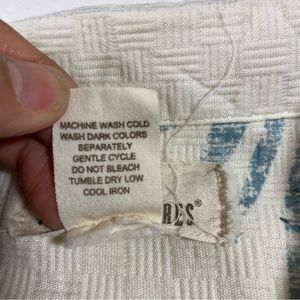 MACHINE WASH COLD
WASH DARK COLORS
SEPARATELY
GENTLE CYCLE
DO NOT BLEACH
TUMBLE DRY LOW
COOL IRON